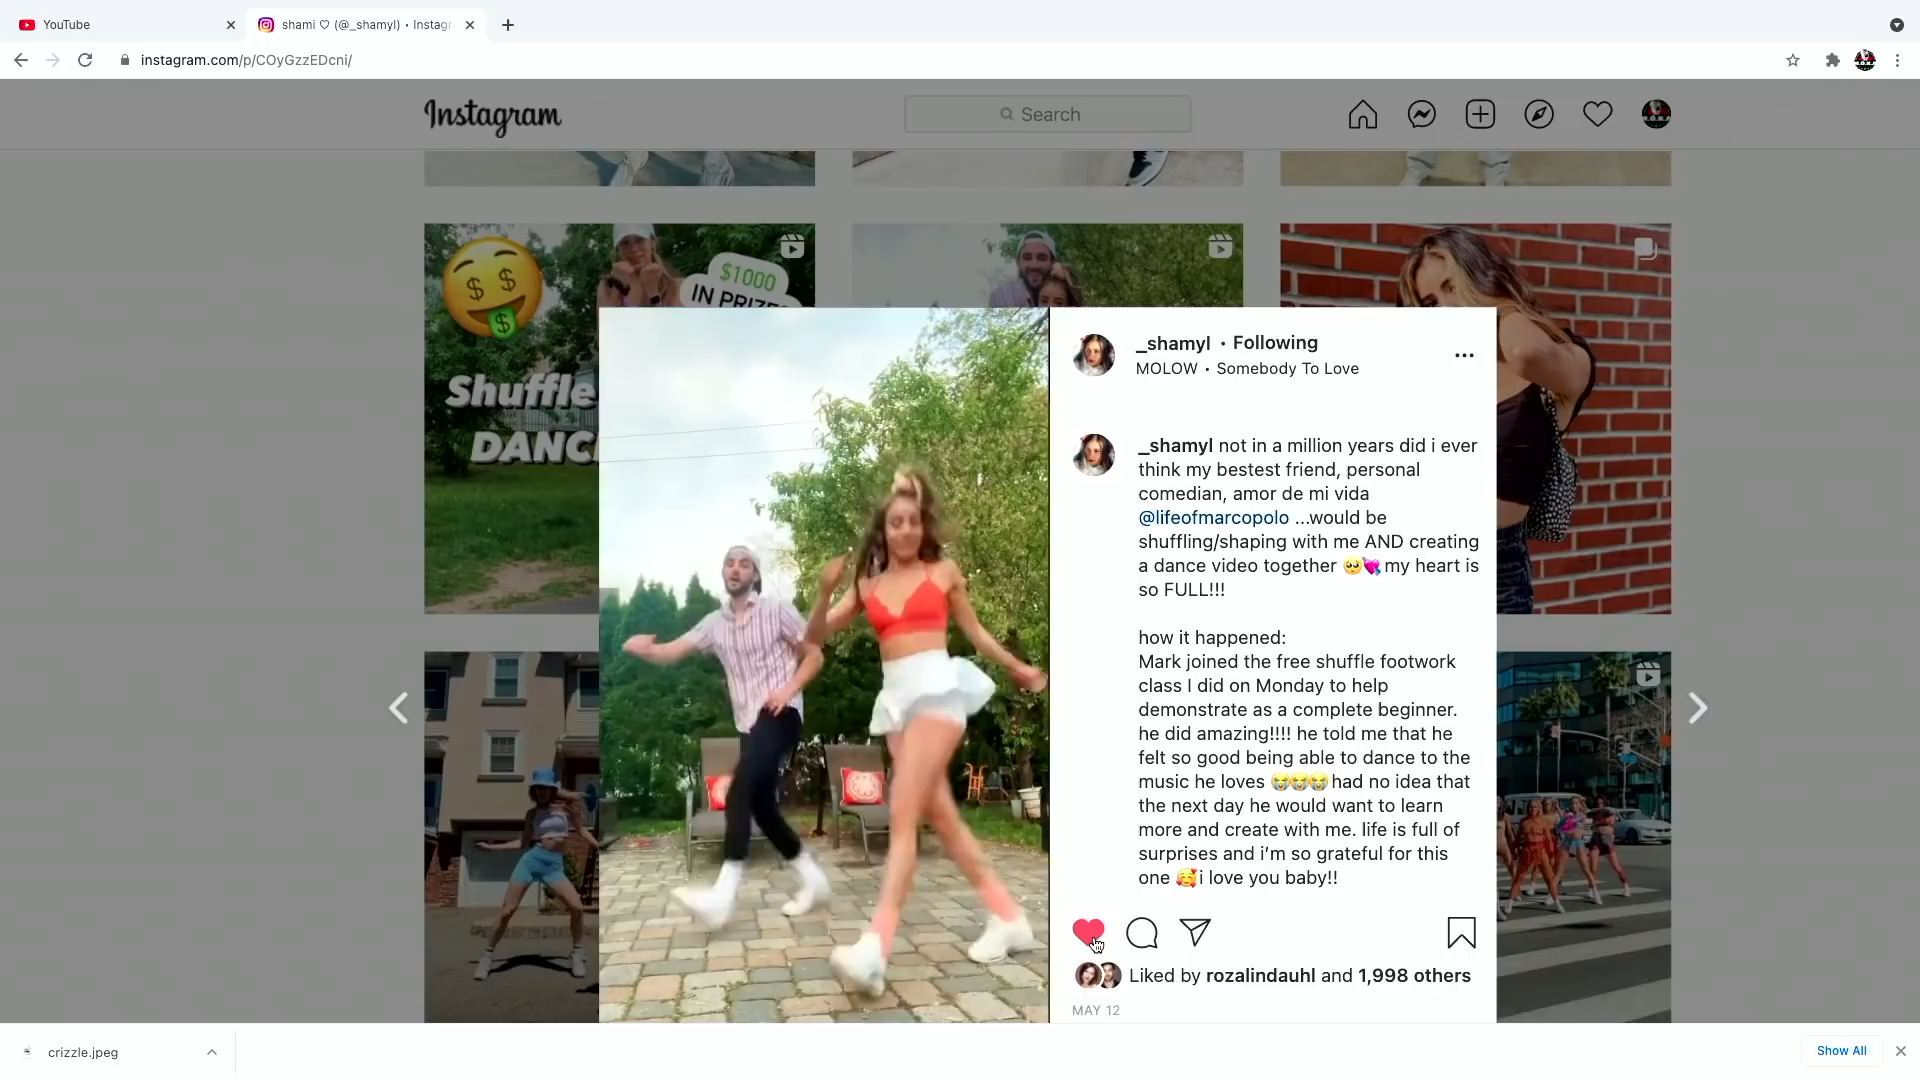 YouTube
shami ♡ (@_shamyl) • Instagr
instagram.com/p/COyGzzEDcni/
Instagram
Search
$1000
IN PRIZE
Shuffle
DANC
_shamyl • Following
MOLOW • Somebody To Love
_shamyl not in a million years did i ever
think my bestest friend, personal
comedian, amor de mi vida
@lifeofmarcopolo ...would be
shuffling/shaping with me AND creating
a dance video together 🥺💘 my heart is
so FULL!!!
how it happened:
Mark joined the free shuffle footwork
class I did on Monday to help
demonstrate as a complete beginner.
he did amazing!!!! he told me that he
felt so good being able to dance to the
music he loves 😭😭😭 had no idea that
the next day he would want to learn
more and create with me. life is full of
surprises and i'm so grateful for this
one 🥰 i love you baby!!
Liked by rozalindauhl and 1,998 others
MAY 12
crizzle.jpeg
Show All